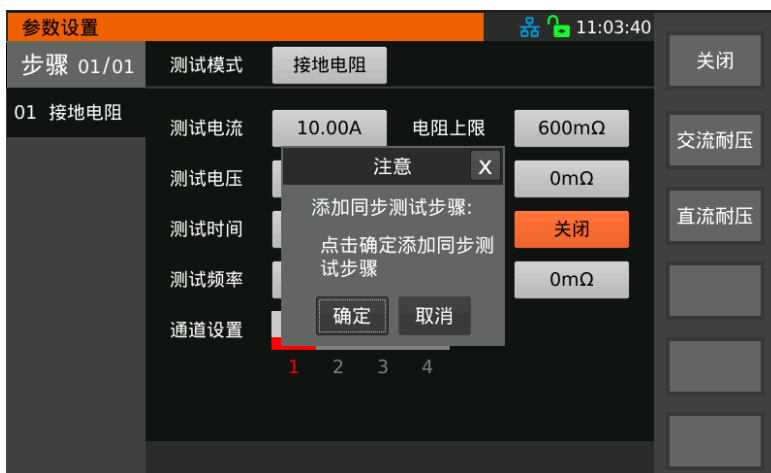 参数设置
11:03:40
步骤 01/01
测试模式
接地电阻
关闭
01 接地电阻
测试电流
10.00A
电阻上限
600mΩ
交流耐压
注意
X
测试电压
0mΩ
添加同步测试步骤:
直流耐压
测试时间
关闭
点击确定添加同步测
试步骤
测试频率
0mΩ
确定
取消
通道设置
1 2 3 4